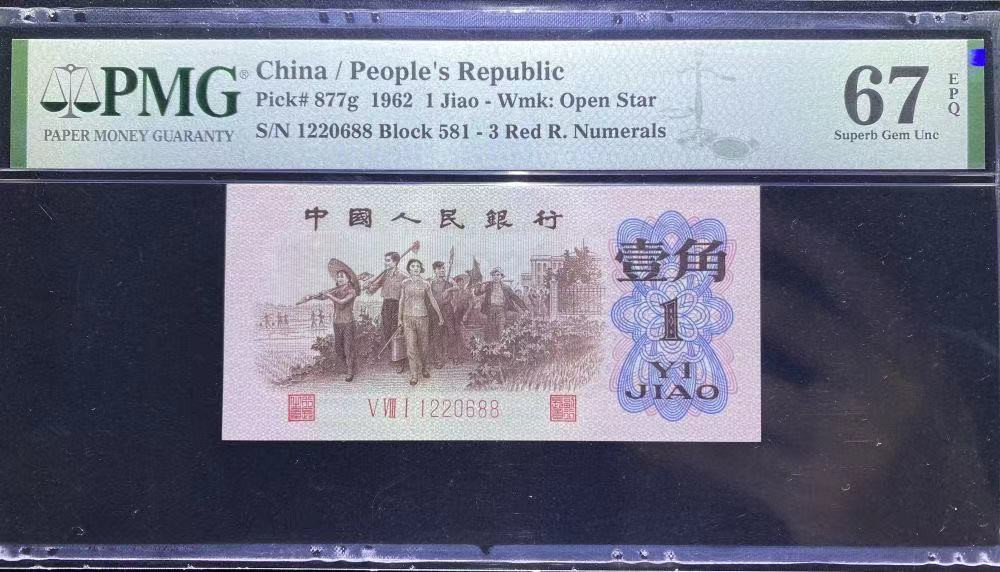 PMG®
PAPER MONEY GUARANTY
China / People's Republic
Pick# 877g 1962 1 Jiao - Wmk: Open Star
S/N 1220688 Block 581 - 3 Red R. Numerals
67
EPQ
Superb Gem Unc
中國人民銀行
壹角
1
YI
JIAO
V VIII I 1220688